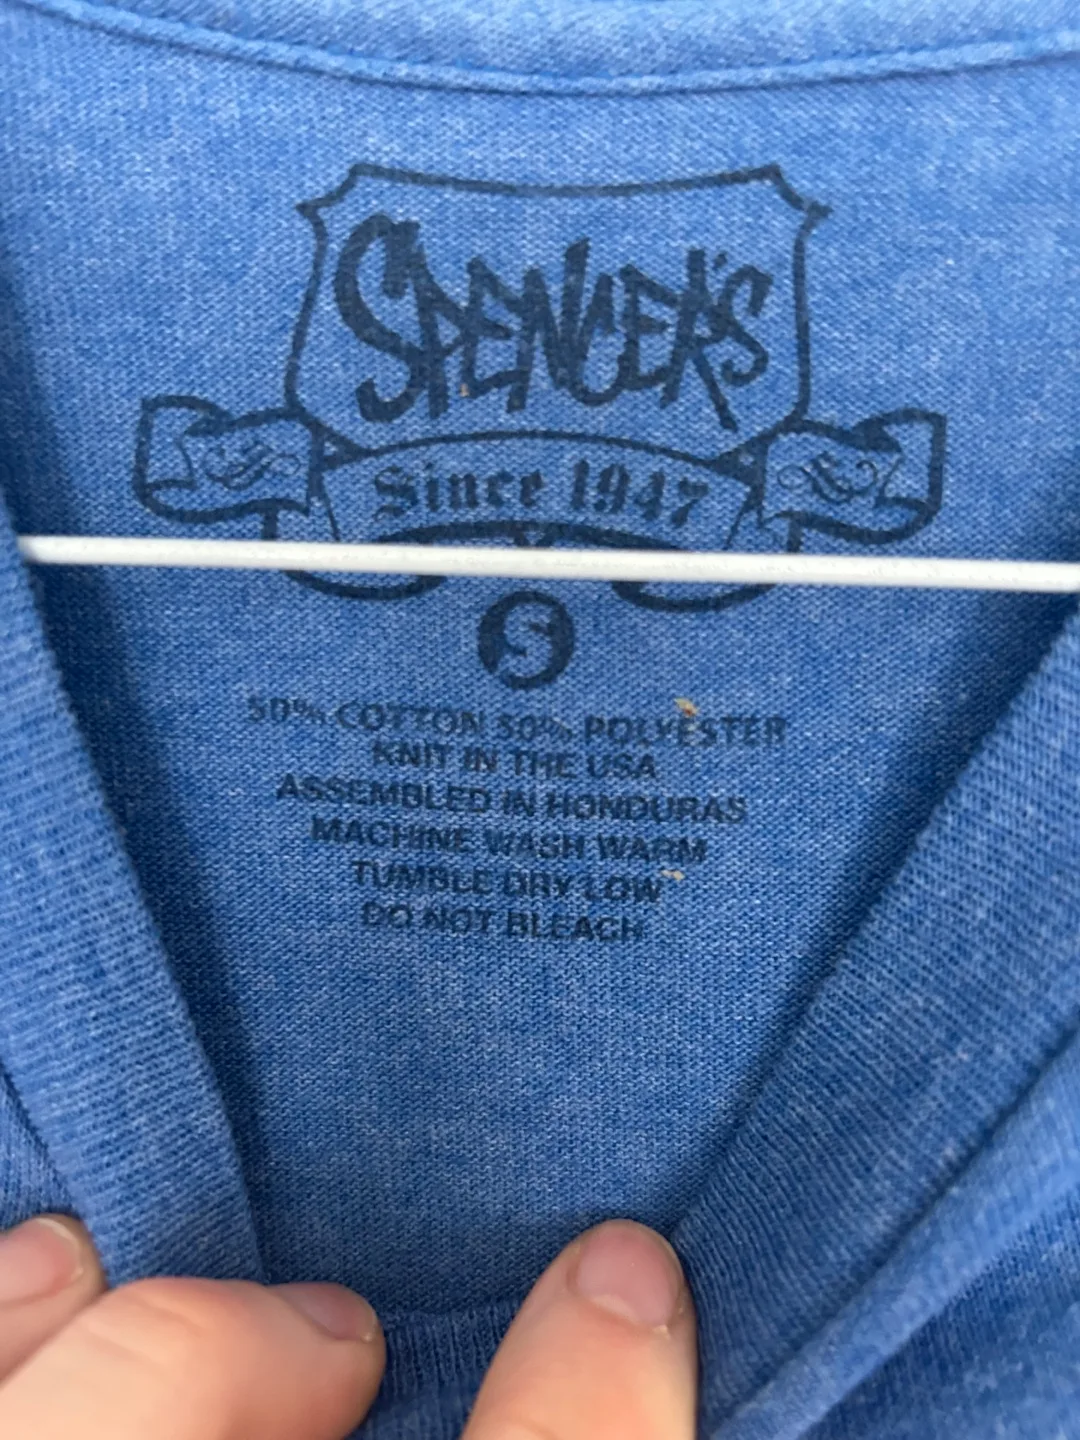 SPENCER'S
Since 1947
S
50% COTTON 50% POLYESTER
KNIT IN THE USA
ASSEMBLED IN HONDURAS
MACHINE WASH WARM
TUMBLE DRY LOW
DO NOT BLEACH